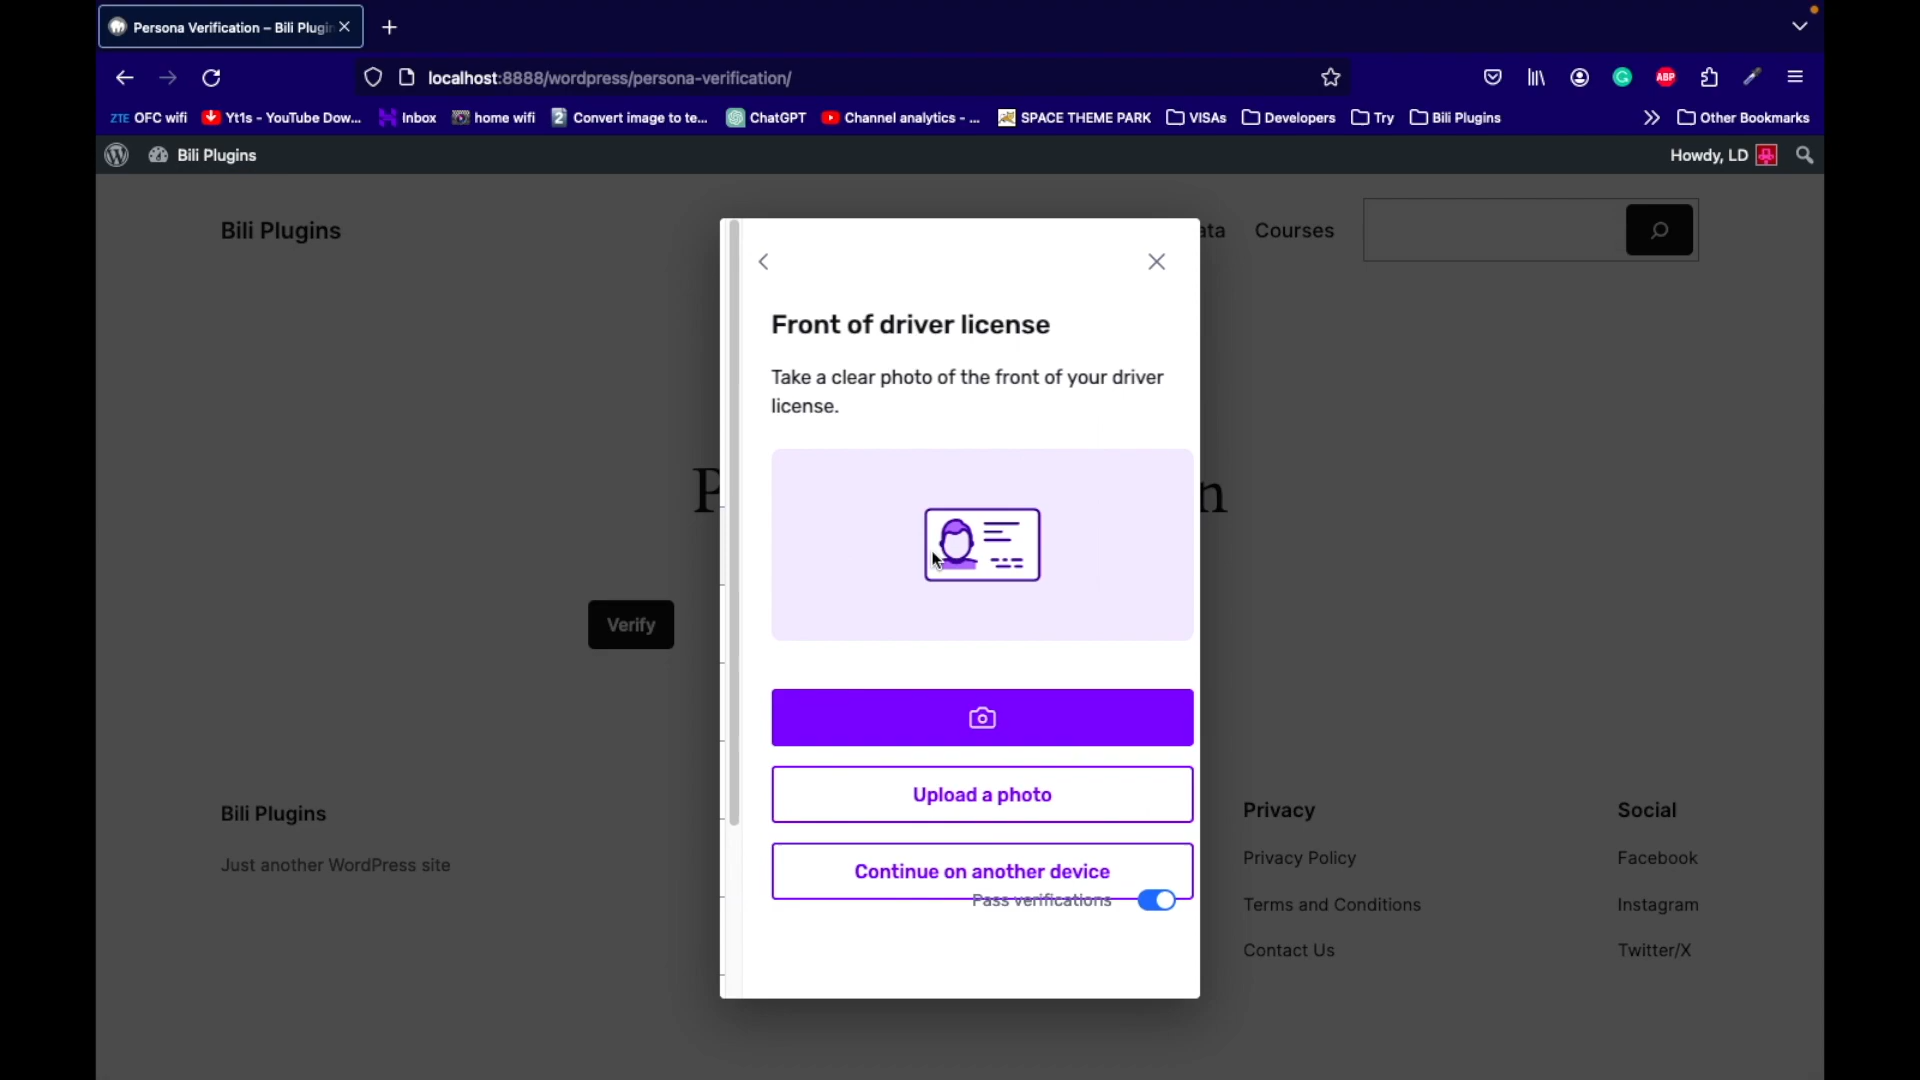 Persona Verification – Bili Plugin
localhost:8888/wordpress/persona-verification/
ABP
ZTE OFC wifi
Yt1s - YouTube Dow...
Inbox
home wifi
Convert image to te...
ChatGPT
Channel analytics - ...
SPACE THEME PARK
VISAs
Developers
Try
Bili Plugins
Other Bookmarks
Bili Plugins
Howdy, LD
Bili Plugins
ata
Courses
Front of driver license
Take a clear photo of the front of your driver
license.
P
n
Verify
Upload a photo
Continue on another device
Pass verifications
Bili Plugins
Just another WordPress site
Privacy
Privacy Policy
Terms and Conditions
Contact Us
Social
Facebook
Instagram
Twitter/X